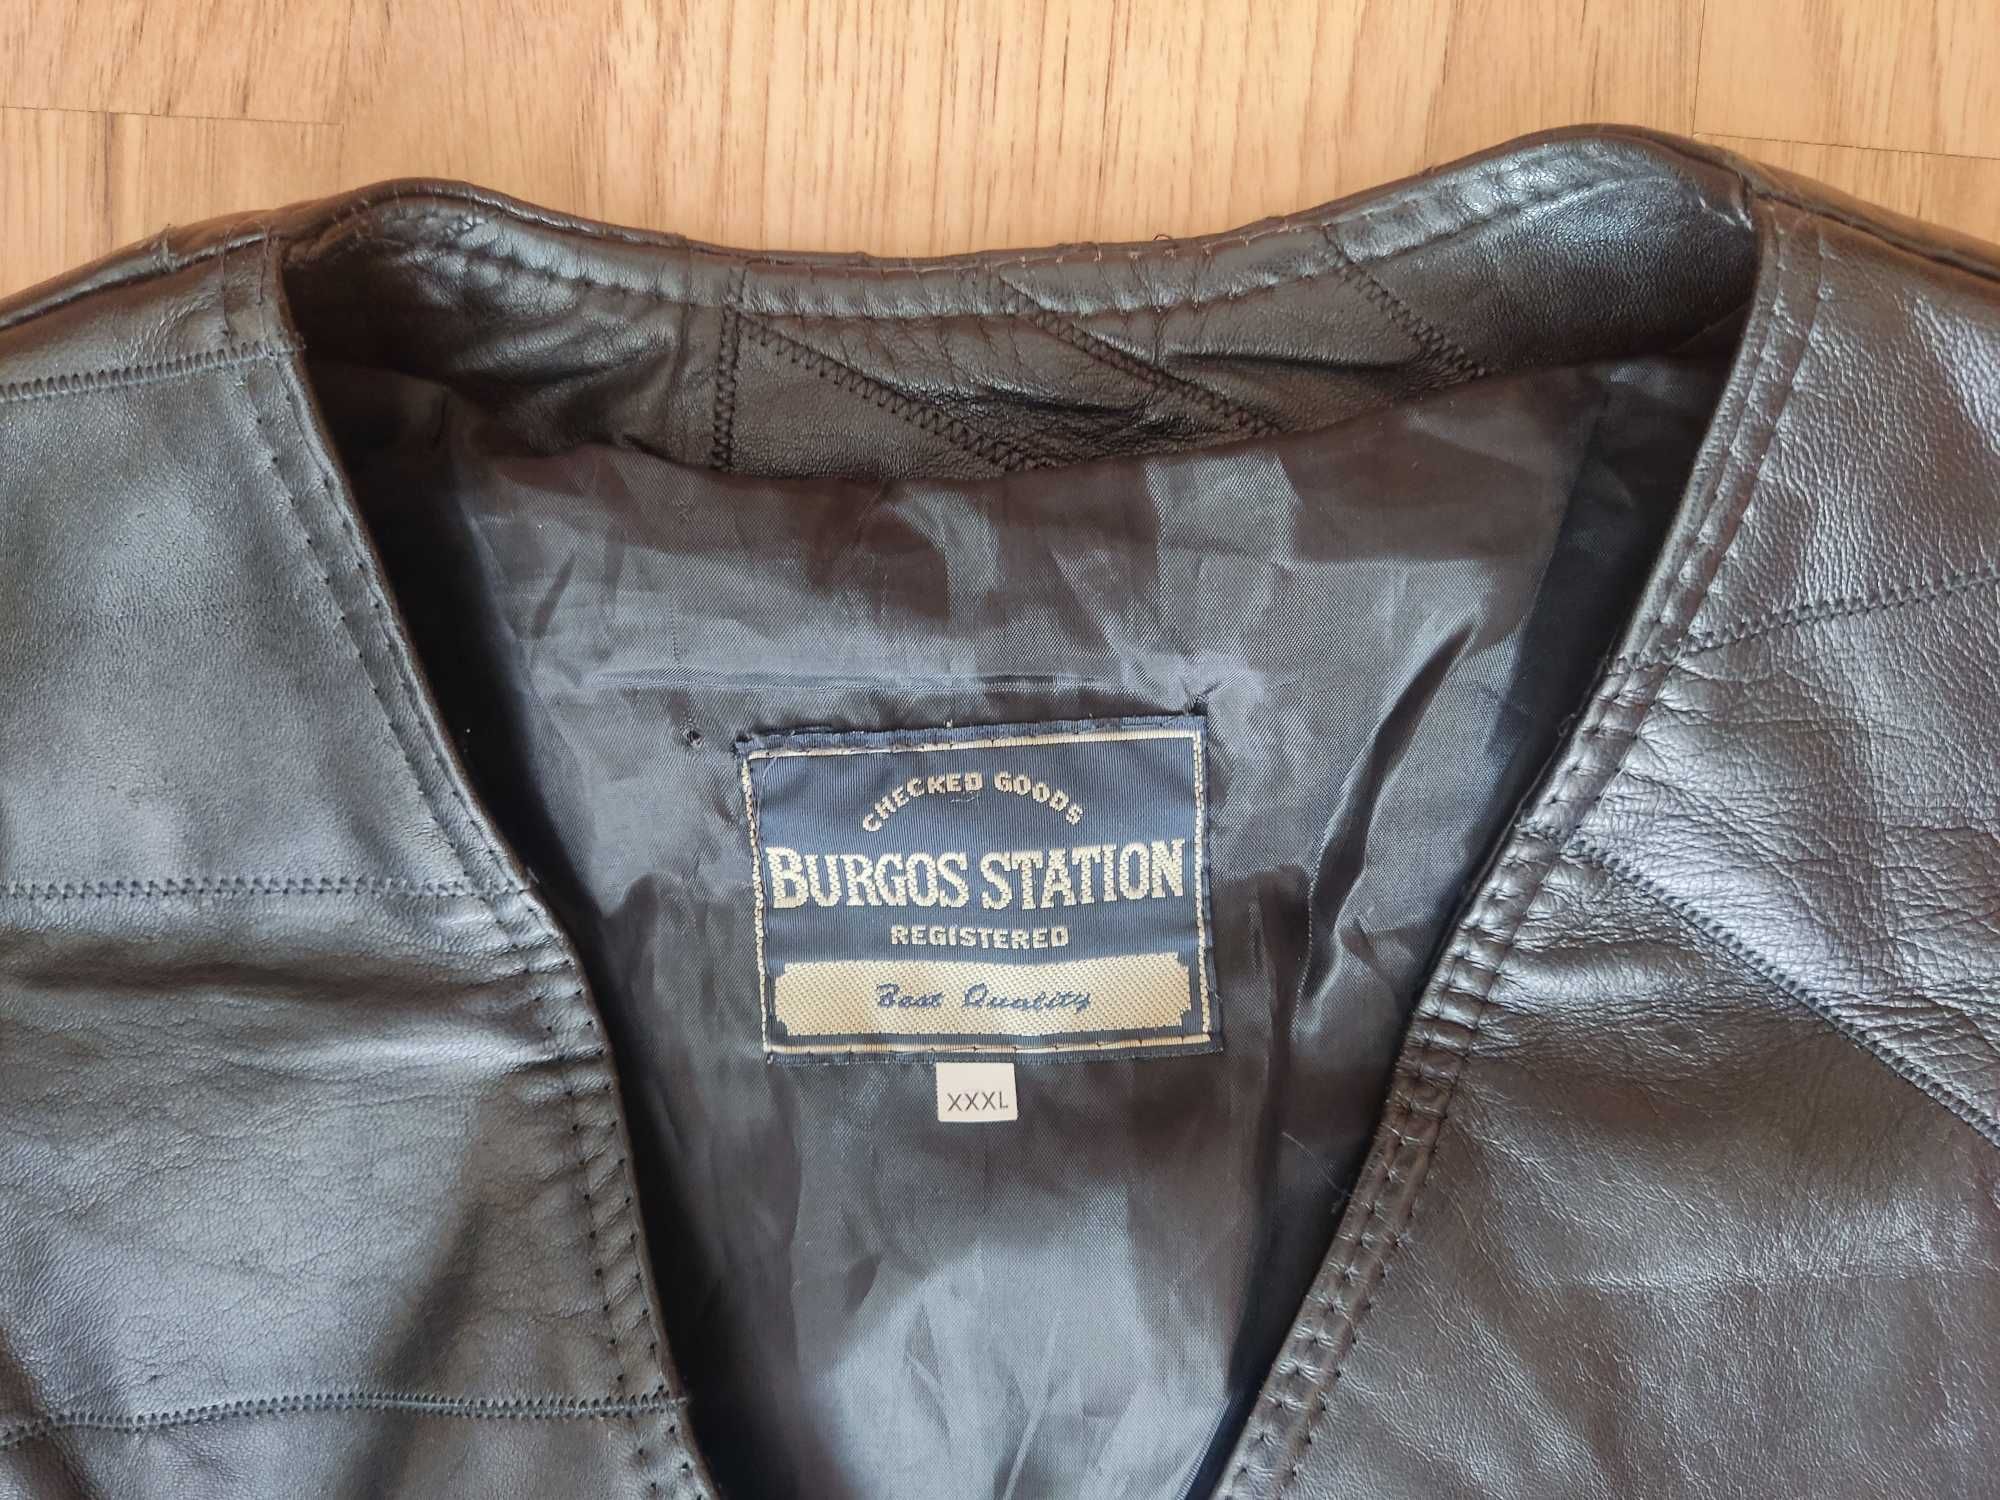 CHECKED GOODS
BURGOS STATION
REGISTERED
Best Quality
XXXL